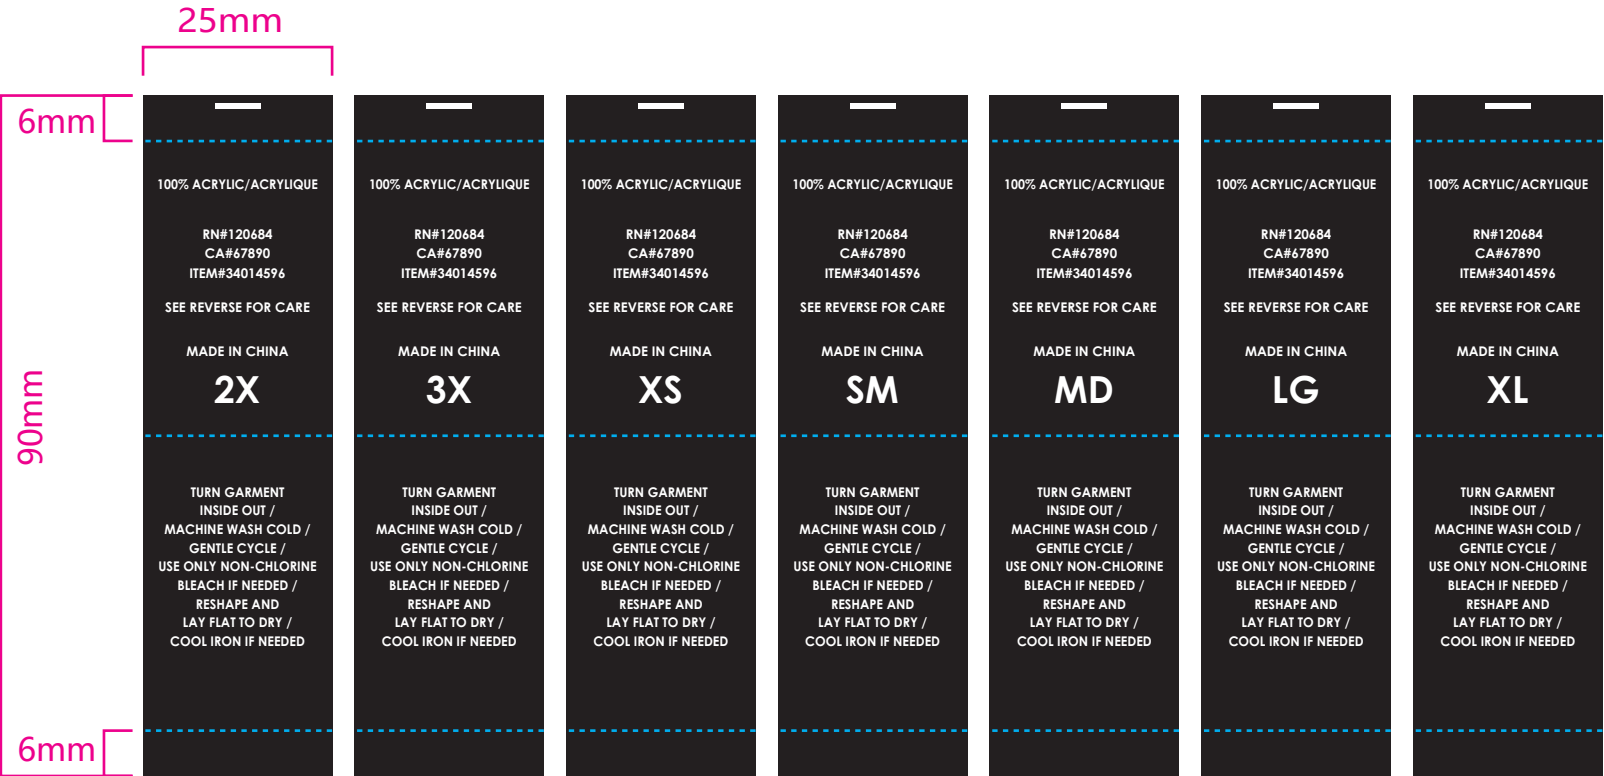 25mm
6mm
90mm
6mm
100% ACRYLIC/ACRYLIQUE
RN#120684
CA#67890
ITEM#34014596
SEE REVERSE FOR CARE
MADE IN CHINA
2X
TURN GARMENT
INSIDE OUT /
MACHINE WASH COLD /
GENTLE CYCLE /
USE ONLY NON-CHLORINE
BLEACH IF NEEDED /
RESHAPE AND
LAY FLAT TO DRY /
COOL IRON IF NEEDED
100% ACRYLIC/ACRYLIQUE
RN#120684
CA#67890
ITEM#34014596
SEE REVERSE FOR CARE
MADE IN CHINA
3X
TURN GARMENT
INSIDE OUT /
MACHINE WASH COLD /
GENTLE CYCLE /
USE ONLY NON-CHLORINE
BLEACH IF NEEDED /
RESHAPE AND
LAY FLAT TO DRY /
COOL IRON IF NEEDED
100% ACRYLIC/ACRYLIQUE
RN#120684
CA#67890
ITEM#34014596
SEE REVERSE FOR CARE
MADE IN CHINA
XS
TURN GARMENT
INSIDE OUT /
MACHINE WASH COLD /
GENTLE CYCLE /
USE ONLY NON-CHLORINE
BLEACH IF NEEDED /
RESHAPE AND
LAY FLAT TO DRY /
COOL IRON IF NEEDED
100% ACRYLIC/ACRYLIQUE
RN#120684
CA#67890
ITEM#34014596
SEE REVERSE FOR CARE
MADE IN CHINA
SM
TURN GARMENT
INSIDE OUT /
MACHINE WASH COLD /
GENTLE CYCLE /
USE ONLY NON-CHLORINE
BLEACH IF NEEDED /
RESHAPE AND
LAY FLAT TO DRY /
COOL IRON IF NEEDED
100% ACRYLIC/ACRYLIQUE
RN#120684
CA#67890
ITEM#34014596
SEE REVERSE FOR CARE
MADE IN CHINA
MD
TURN GARMENT
INSIDE OUT /
MACHINE WASH COLD /
GENTLE CYCLE /
USE ONLY NON-CHLORINE
BLEACH IF NEEDED /
RESHAPE AND
LAY FLAT TO DRY /
COOL IRON IF NEEDED
100% ACRYLIC/ACRYLIQUE
RN#120684
CA#67890
ITEM#34014596
SEE REVERSE FOR CARE
MADE IN CHINA
LG
TURN GARMENT
INSIDE OUT /
MACHINE WASH COLD /
GENTLE CYCLE /
USE ONLY NON-CHLORINE
BLEACH IF NEEDED /
RESHAPE AND
LAY FLAT TO DRY /
COOL IRON IF NEEDED
100% ACRYLIC/ACRYLIQUE
RN#120684
CA#67890
ITEM#34014596
SEE REVERSE FOR CARE
MADE IN CHINA
XL
TURN GARMENT
INSIDE OUT /
MACHINE WASH COLD /
GENTLE CYCLE /
USE ONLY NON-CHLORINE
BLEACH IF NEEDED /
RESHAPE AND
LAY FLAT TO DRY /
COOL IRON IF NEEDED